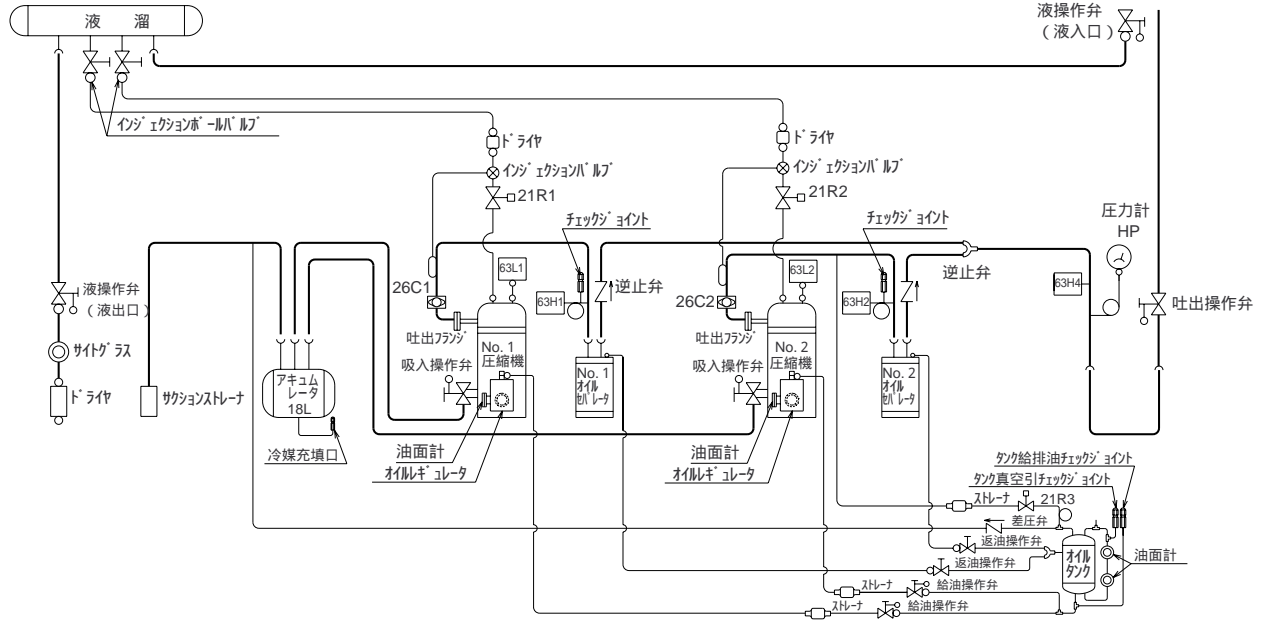 液　溜
液操作弁
（液入口）
インジェクションボールバルブ
ドライヤ
ドライヤ
インジェクションバルブ
インジェクションバルブ
21R1
21R2
チェックジョイント
チェックジョイント
圧力計
HP
63L1
63L2
逆止弁
26C1
63H1
逆止弁
26C2
63H2
63H4
液操作弁
（液出口）
吐出操作弁
吐出フランジ
吐出フランジ
サイトグラス
No. 1
圧縮機
吸入操作弁
No. 1
オイル
セパレータ
No. 2
圧縮機
吸入操作弁
No. 2
オイル
セパレータ
ドライヤ
サクションストレーナ
アキュム
レータ
18L
冷媒充填口
油面計
オイルレギュレータ
油面計
オイルレギュレータ
タンク給排油チェックジョイント
タンク真空引チェックジョイント
ストレーナ
21R3
差圧弁
返油操作弁
オイル
タンク
油面計
返油操作弁
ストレーナ
給油操作弁
ストレーナ
給油操作弁